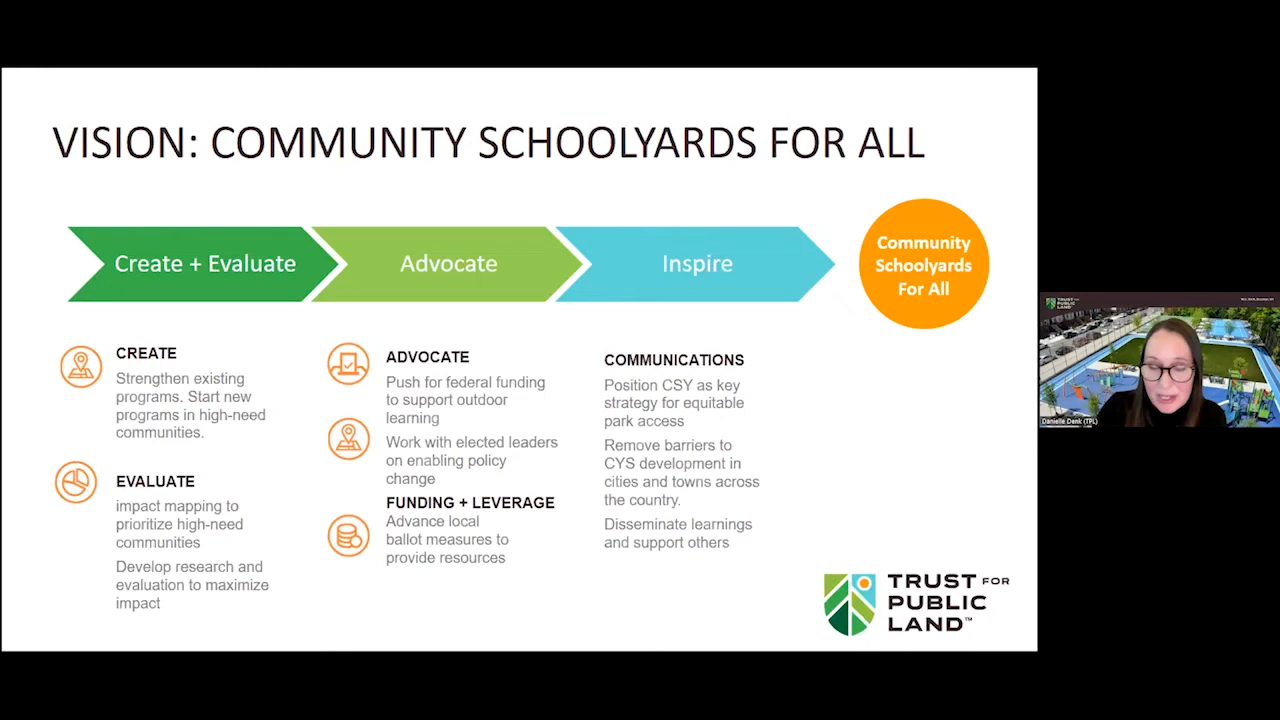 VISION: COMMUNITY SCHOOLYARDS FOR ALL
Create + Evaluate
Advocate
Inspire
Community
Schoolyards
For All
CREATE
Strengthen existing
programs. Start new
programs in high-need
communities.
EVALUATE
impact mapping to
prioritize high-need
communities
Develop research and
evaluation to maximize
impact
ADVOCATE
Push for federal funding
to support outdoor
learning
Work with elected leaders
on enabling policy
change
FUNDING + LEVERAGE
Advance local
ballot measures to
provide resources
COMMUNICATIONS
Position CSY as key
strategy for equitable
park access
Remove barriers to
CYS development in
cities and towns across
the country.
Disseminate learnings
and support others
TRUST FOR
PUBLIC
LAND™
TRUST FOR
PUBLIC
LAND
Danielle Denk (TPL)